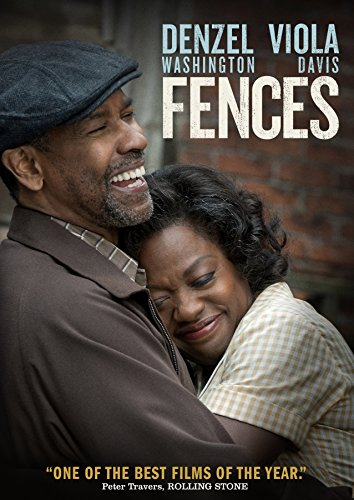 DENZEL VIOLA
WASHINGTON DAVIS
FENCES
“ONE OF THE BEST FILMS OF THE YEAR.”
Peter Travers, ROLLING STONE